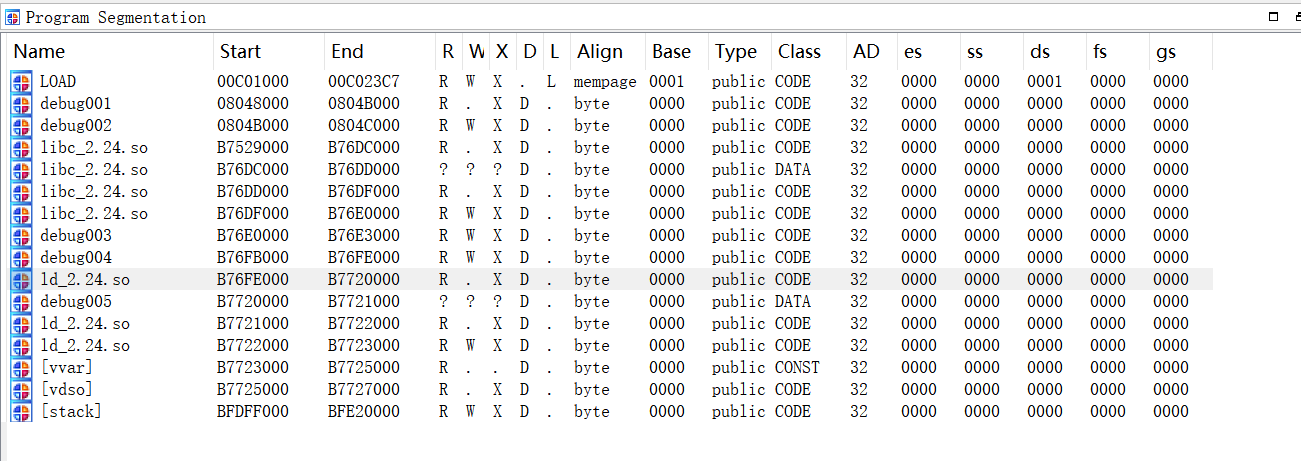 Program Segmentation
Name Start End R W X D L Align Base Type Class AD es ss ds fs gs
LOAD 00C01000 00C023C7 R W X . L mempage 0001 public CODE 32 0000 0000 0001 0000 0000
debug001 08048000 0804B000 R . X D . byte 0000 public CODE 32 0000 0000 0000 0000 0000
debug002 0804B000 0804C000 R W X D . byte 0000 public CODE 32 0000 0000 0000 0000 0000
libc_2.24.so B7529000 B76DC000 R . X D . byte 0000 public CODE 32 0000 0000 0000 0000 0000
libc_2.24.so B76DC000 B76DD000 ? ? ? D . byte 0000 public DATA 32 0000 0000 0000 0000 0000
libc_2.24.so B76DD000 B76DF000 R . X D . byte 0000 public CODE 32 0000 0000 0000 0000 0000
libc_2.24.so B76DF000 B76E0000 R W X D . byte 0000 public CODE 32 0000 0000 0000 0000 0000
debug003 B76E0000 B76E3000 R W X D . byte 0000 public CODE 32 0000 0000 0000 0000 0000
debug004 B76FB000 B76FE000 R W X D . byte 0000 public CODE 32 0000 0000 0000 0000 0000
ld_2.24.so B76FE000 B7720000 R . X D . byte 0000 public CODE 32 0000 0000 0000 0000 0000
debug005 B7720000 B7721000 ? ? ? D . byte 0000 public DATA 32 0000 0000 0000 0000 0000
ld_2.24.so B7721000 B7722000 R . X D . byte 0000 public CODE 32 0000 0000 0000 0000 0000
ld_2.24.so B7722000 B7723000 R W X D . byte 0000 public CODE 32 0000 0000 0000 0000 0000
[vvar] B7723000 B7725000 R . . D . byte 0000 public CONST 32 0000 0000 0000 0000 0000
[vdso] B7725000 B7727000 R . X D . byte 0000 public CODE 32 0000 0000 0000 0000 0000
[stack] BFDFF000 BFE20000 R W X D . byte 0000 public CODE 32 0000 0000 0000 0000 0000